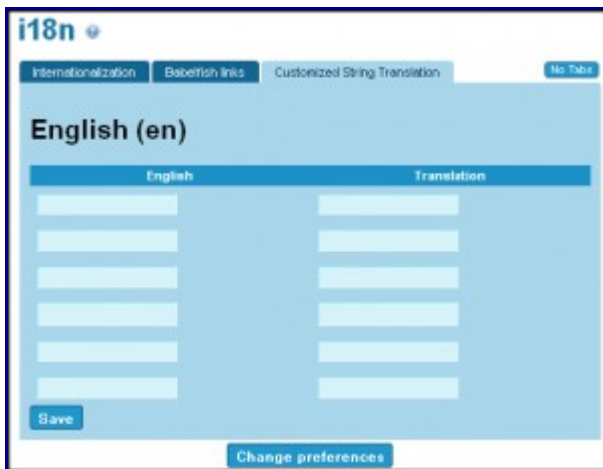 i18n
Internationalization Babelfish links Customized String Translation No Tabs
English (en)
English Translation
Save
Change preferences